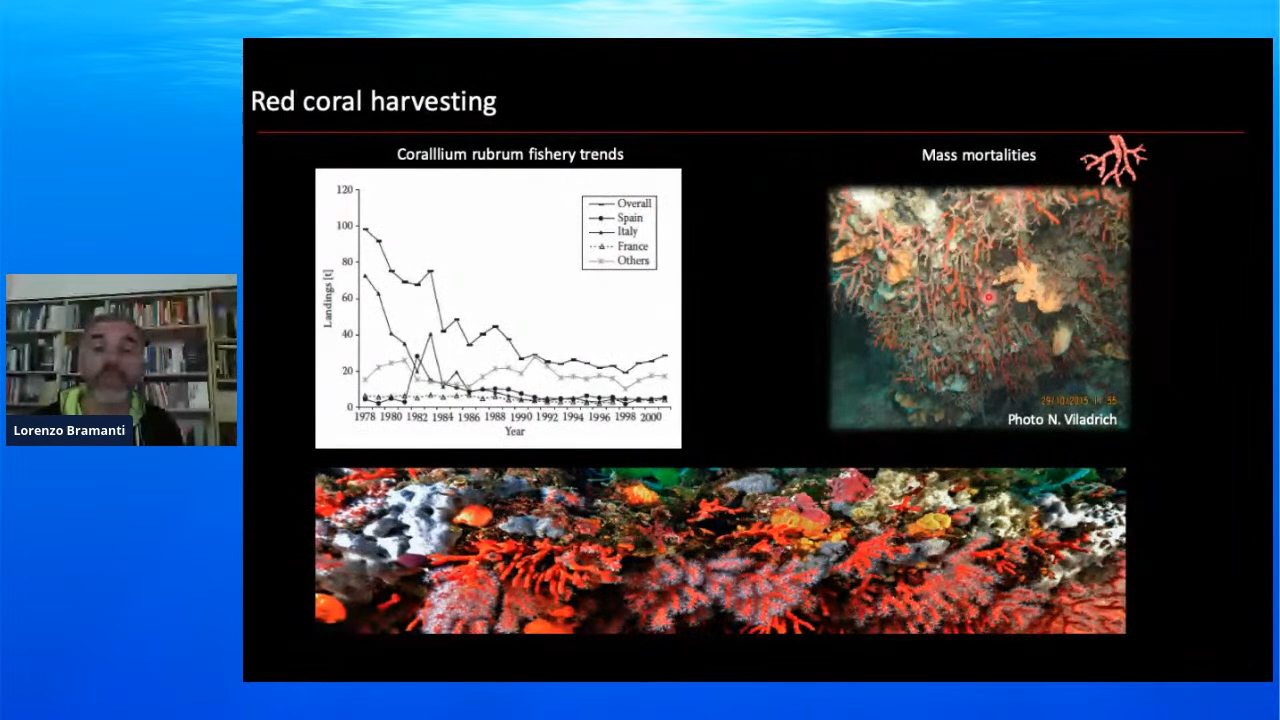 Red coral harvesting
Coralllium rubrum fishery trends
Mass mortalities
120
100
80
60
40
20
0
Landings [t]
Overall
Spain
Italy
France
Others
1978 1980 1982 1984 1986 1988 1990 1992 1994 1996 1998 2000
Year
Photo N. Viladrich
Lorenzo Bramanti